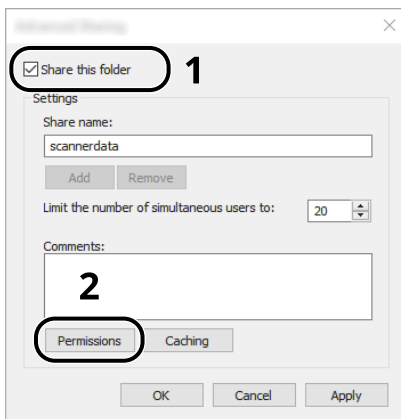 Share this folder
1
Settings
Share name:
scannerdata
Add Remove
Limit the number of simultaneous users to: 20
Comments:
2
Permissions Caching
OK Cancel Apply